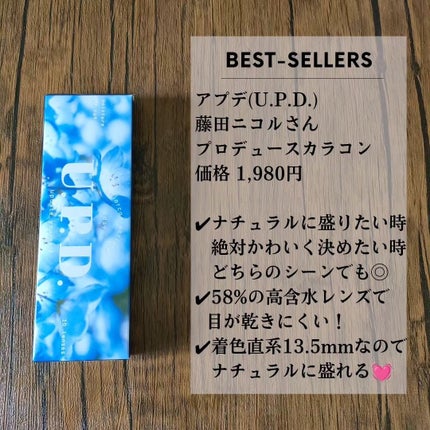 BEST-SELLERS
アプデ(U.P.D.)
藤田ニコルさん
プロデュースカラコン
価格 1,980円
✔ナチュラルに盛りたい時
絶対かわいく決めたい時
どちらのシーンでも◎
✔58%の高含水レンズで
目が乾きにくい！
✔着色直系13.5mmなので
ナチュラルに盛れる💓
U.P.D.